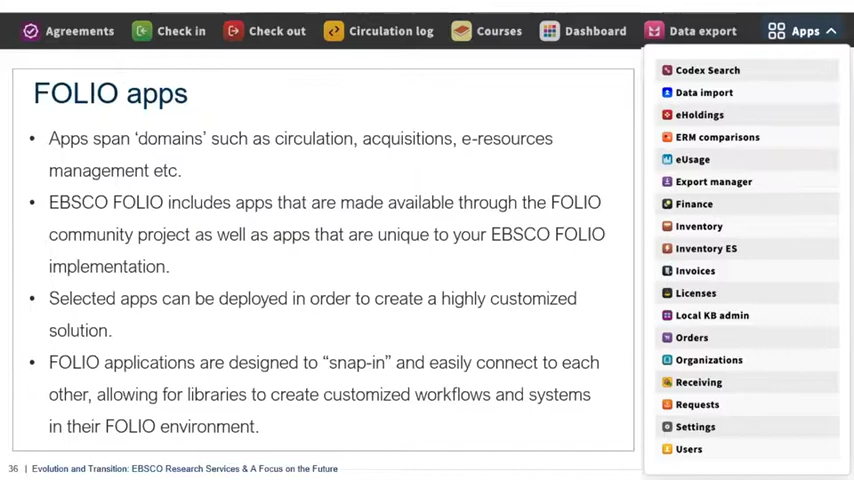 Agreements Check in Check out Circulation log Courses Dashboard Data export Apps
FOLIO apps
• Apps span ‘domains’ such as circulation, acquisitions, e-resources
management etc.
• EBSCO FOLIO includes apps that are made available through the FOLIO
community project as well as apps that are unique to your EBSCO FOLIO
implementation.
• Selected apps can be deployed in order to create a highly customized
solution.
• FOLIO applications are designed to “snap-in” and easily connect to each
other, allowing for libraries to create customized workflows and systems
in their FOLIO environment.
Codex Search
Data import
eHoldings
ERM comparisons
eUsage
Export manager
Finance
Inventory
Inventory ES
Invoices
Licenses
Local KB admin
Orders
Organizations
Receiving
Requests
Settings
Users
36 | Evolution and Transition: EBSCO Research Services & A Focus on the Future